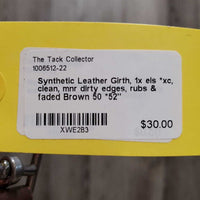 The Tack Collector
1006512-22
Synthetic Leather Girth, 1x els *xc,
clean, mnr dirty edges, rubs &
faded Brown 50 *52"
XWE2B3
$30.00